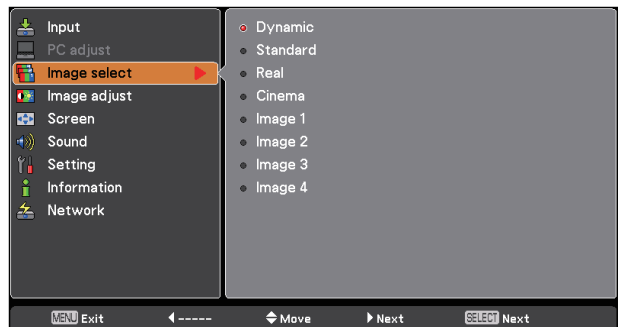 Input
PC adjust
Image select
Image adjust
Screen
Sound
Setting
Information
Network
Dynamic
Standard
Real
Cinema
Image 1
Image 2
Image 3
Image 4
MENU Exit ----- Move Next SELECT Next